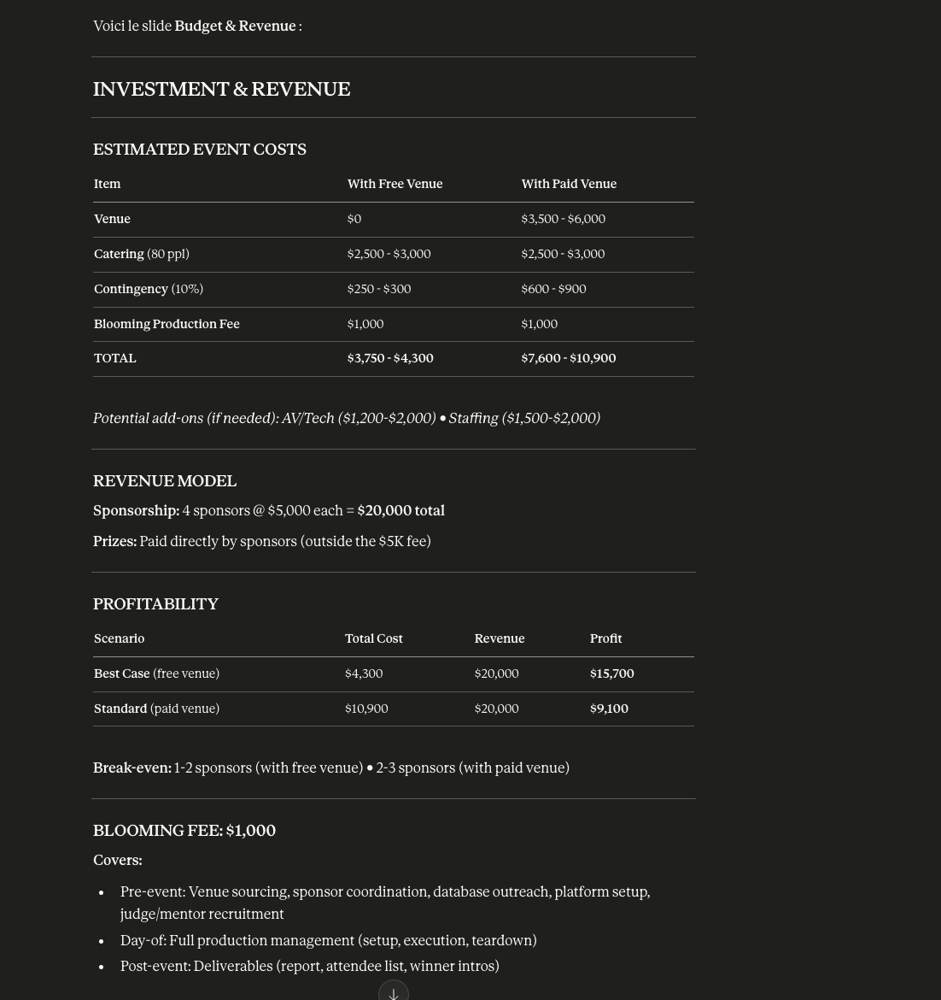 Voici le slide Budget & Revenue :
INVESTMENT & REVENUE
ESTIMATED EVENT COSTS
Item With Free Venue With Paid Venue
Venue $0 $3,500 - $6,000
Catering (80 ppl) $2,500 - $3,000 $2,500 - $3,000
Contingency (10%) $250 - $300 $600 - $900
Blooming Production Fee $1,000 $1,000
TOTAL $3,750 - $4,300 $7,600 - $10,900
Potential add-ons (if needed): AV/Tech ($1,200-$2,000) • Staffing ($1,500-$2,000)
REVENUE MODEL
Sponsorship: 4 sponsors @ $5,000 each = $20,000 total
Prizes: Paid directly by sponsors (outside the $5K fee)
PROFITABILITY
Scenario Total Cost Revenue Profit
Best Case (free venue) $4,300 $20,000 $15,700
Standard (paid venue) $10,900 $20,000 $9,100
Break-even: 1-2 sponsors (with free venue) • 2-3 sponsors (with paid venue)
BLOOMING FEE: $1,000
Covers:
• Pre-event: Venue sourcing, sponsor coordination, database outreach, platform setup,
judge/mentor recruitment
• Day-of: Full production management (setup, execution, teardown)
• Post-event: Deliverables (report, attendee list, winner intros)